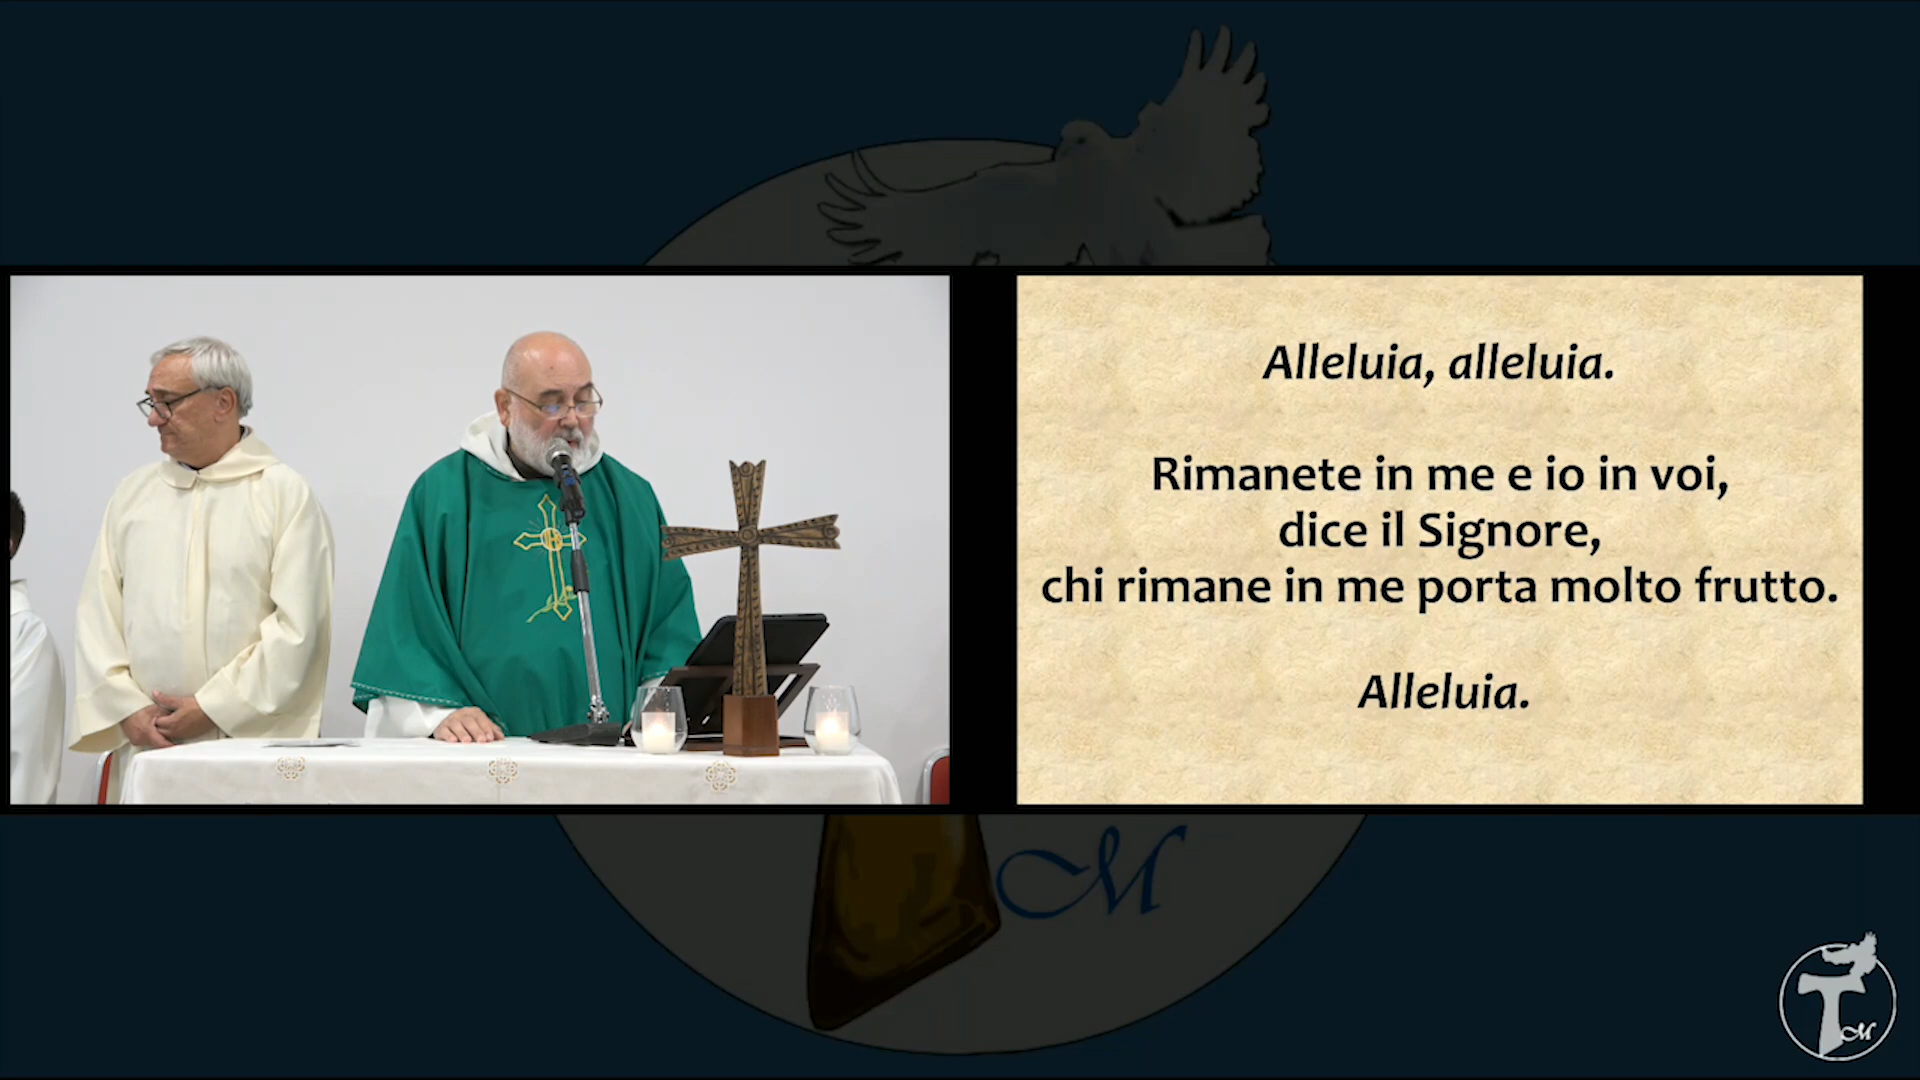 Alleluia, alleluia.
Rimanete in me e io in voi,
dice il Signore,
chi rimane in me porta molto frutto.
Alleluia.
M
M